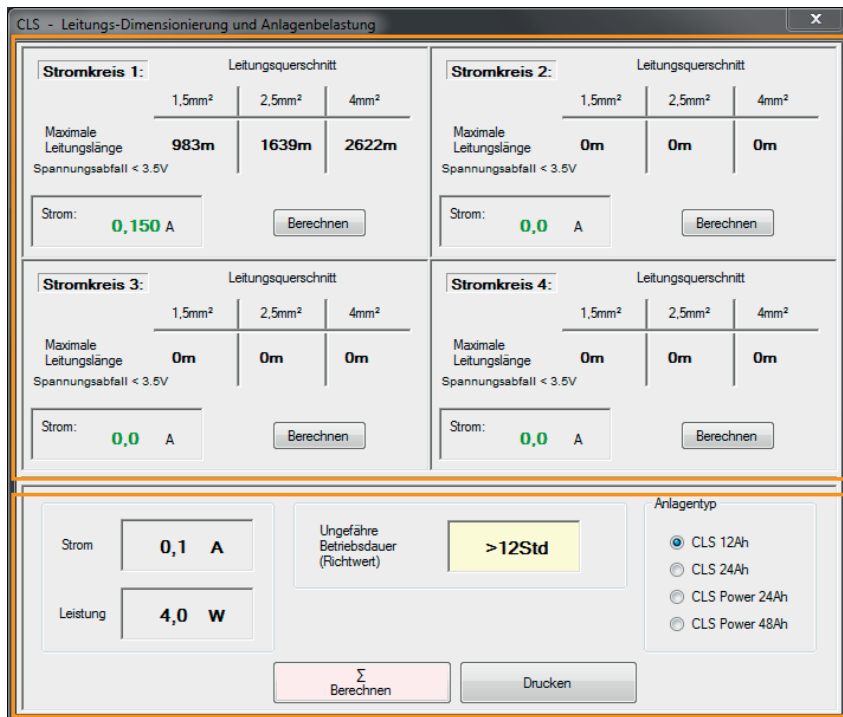 CLS - Leitungs-Dimensionierung und Anlagenbelastung
x
Stromkreis 1:
Leitungsquerschnitt
1,5mm² 2,5mm² 4mm²
Maximale
Leitungslänge 983m 1639m 2622m
Spannungsabfall < 3.5V
Strom: 0,150 A
Berechnen
Stromkreis 2:
Leitungsquerschnitt
1,5mm² 2,5mm² 4mm²
Maximale
Leitungslänge 0m 0m 0m
Spannungsabfall < 3.5V
Strom: 0,0 A
Berechnen
Stromkreis 3:
Leitungsquerschnitt
1,5mm² 2,5mm² 4mm²
Maximale
Leitungslänge 0m 0m 0m
Spannungsabfall < 3.5V
Strom: 0,0 A
Berechnen
Stromkreis 4:
Leitungsquerschnitt
1,5mm² 2,5mm² 4mm²
Maximale
Leitungslänge 0m 0m 0m
Spannungsabfall < 3.5V
Strom: 0,0 A
Berechnen
Strom 0,1 A
Leistung 4,0 W
Ungefähre
Betriebsdauer
(Richtwert)
>12Std
Anlagentyp
CLS 12Ah
CLS 24Ah
CLS Power 24Ah
CLS Power 48Ah
Σ
Berechnen
Drucken